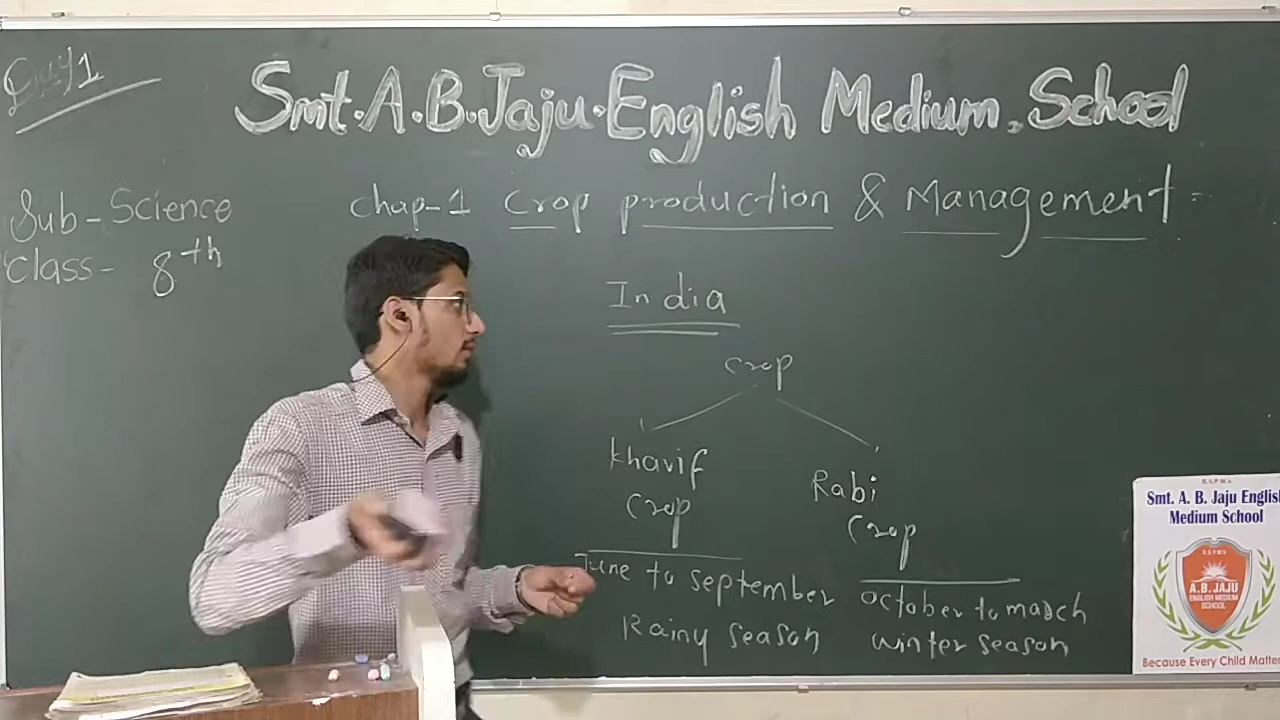 Day 1
Smt. A. B. Jaju. English Medium. School
Sub - Science
Class - 8th
chap-1 Crop production & Management
India
crop
kharif
crop
Rabi
crop
June to september
Rainy season
october to march
winter season
Smt. A. B. Jaju English
Medium School
A.B. JAJU
ENGLISH MEDIUM
SCHOOL
Because Every Child Matter